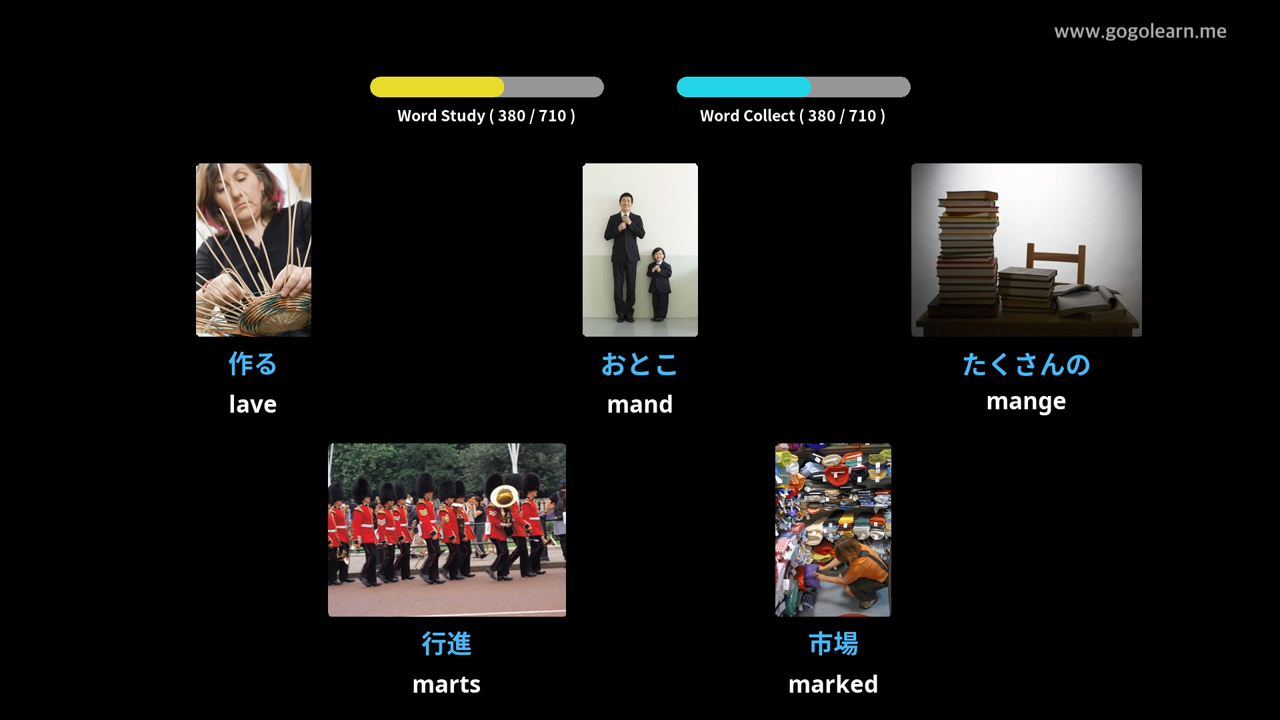 www.gogolearn.me
Word Study ( 380 / 710 )
Word Collect ( 380 / 710 )
作る
lave
おとこ
mand
たくさんの
mange
行進
marts
市場
marked